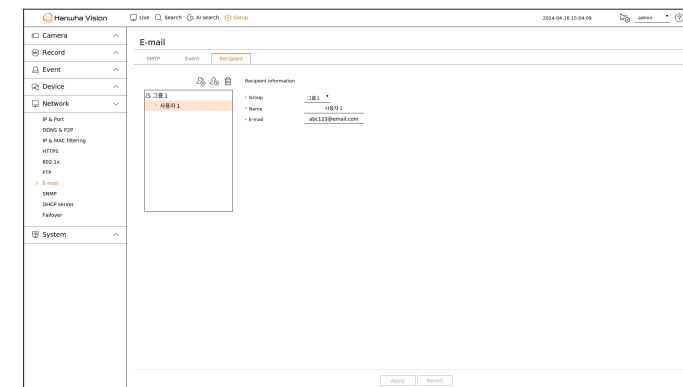 Hanwha Vision
Live Search AI search Setup
2024-04-16 15:04:09
admin
Camera
Record
Event
Device
Network
IP & Port
DDNS & P2P
IP & MAC filtering
HTTPS
802.1x
FTP
E-mail
SNMP
DHCP server
Failover
System
E-mail
SMTP Event Recipient
그룹 1
사용자 1
Recipient Information
Group 그룹 1
Name 사용자 1
E-mail abc123@email.com
Apply Revert